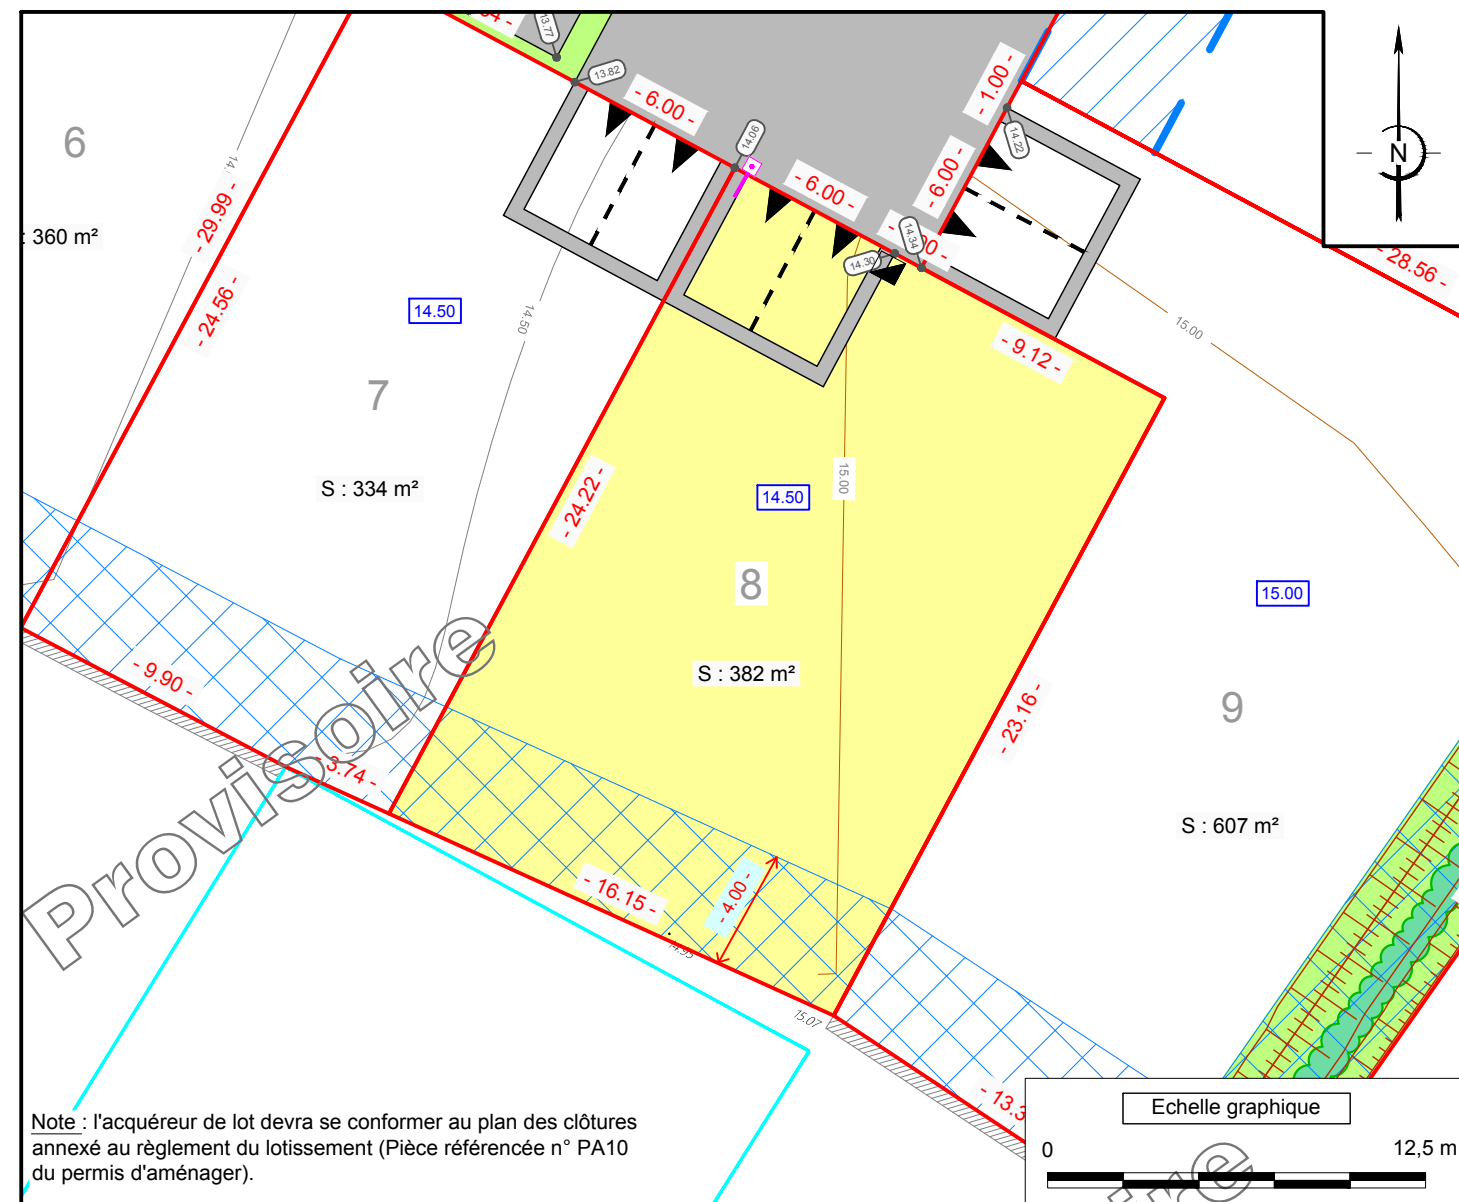 13.77
13.82
- 6.00 -
14.06
- 6.00 -
- 1.00 -
14.22
- 6.00 -
14.34
14.30
N
6
: 360 m²
- 29.99 -
- 24.56 -
14.50
14.50
7
S : 334 m²
- 28.56 -
15.00
- 9.12 -
- 24.22 -
15.00
14.50
8
S : 382 m²
15.00
9
- 23.16 -
S : 607 m²
- 9.90 -
- 3.74 -
Provisoire
- 16.15 -
- 4.00 -
14.95
15.07
Note : l'acquéreur de lot devra se conformer au plan des clôtures
annexé au règlement du lotissement (Pièce référencée n° PA10
du permis d'aménager).
Echelle graphique
0
12,5 m